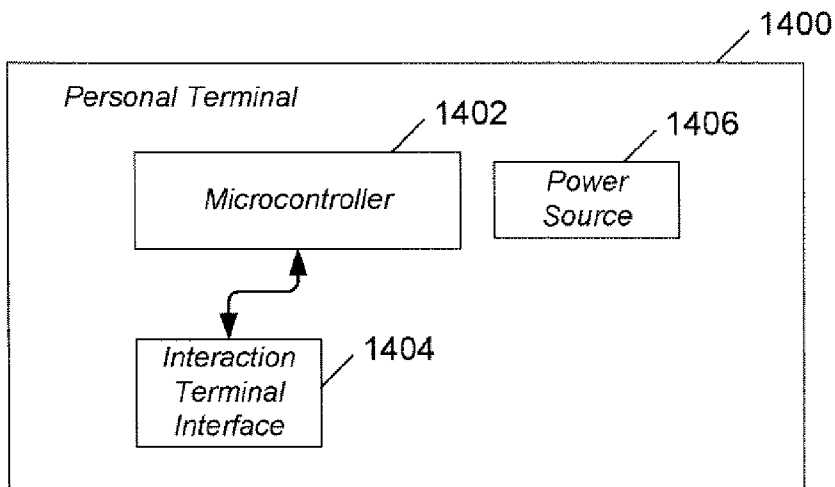 1400
Personal Terminal
1402
1406
Microcontroller
Power
Source
1404
Interaction
Terminal
Interface